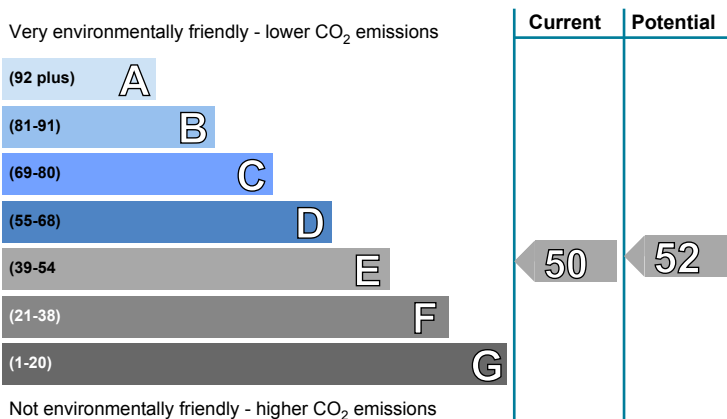 Current Potential
Very environmentally friendly - lower CO₂ emissions
(92 plus) A
(81-91) B
(69-80) C
(55-68) D
(39-54 E
50 52
(21-38) F
(1-20) G
Not environmentally friendly - higher CO₂ emissions